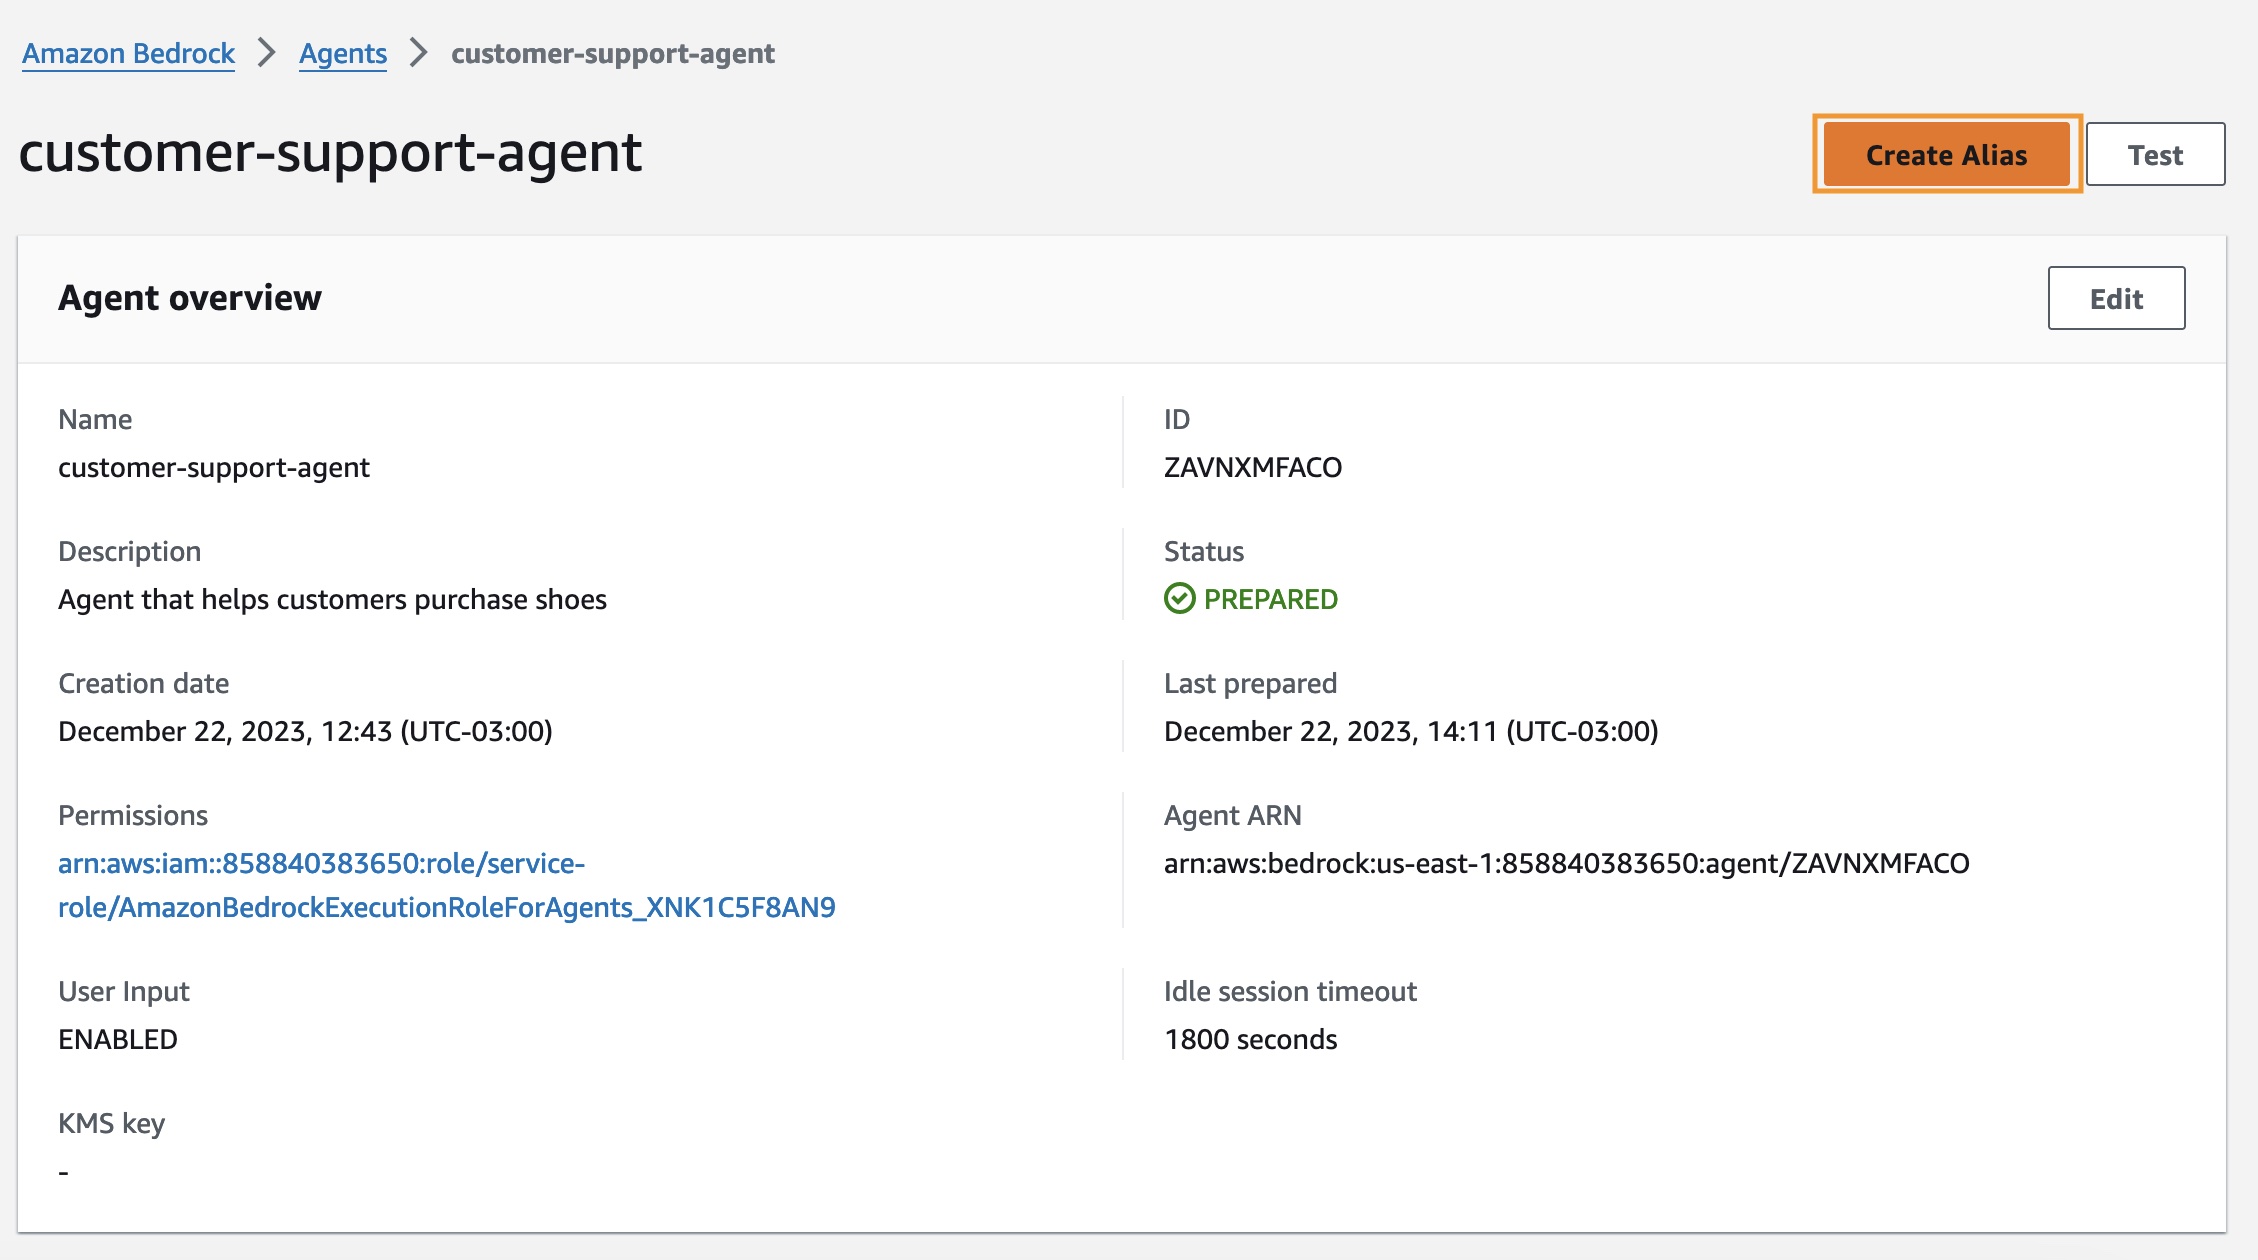 Amazon Bedrock > Agents > customer-support-agent
customer-support-agent
Create Alias
Test
Agent overview
Edit
Name
customer-support-agent
ID
ZAVNXMFACO
Description
Agent that helps customers purchase shoes
Status
PREPARED
Creation date
December 22, 2023, 12:43 (UTC-03:00)
Last prepared
December 22, 2023, 14:11 (UTC-03:00)
Permissions
arn:aws:iam::858840383650:role/service-
role/AmazonBedrockExecutionRoleForAgents_XNK1C5F8AN9
Agent ARN
arn:aws:bedrock:us-east-1:858840383650:agent/ZAVNXMFACO
User Input
ENABLED
Idle session timeout
1800 seconds
KMS key
-